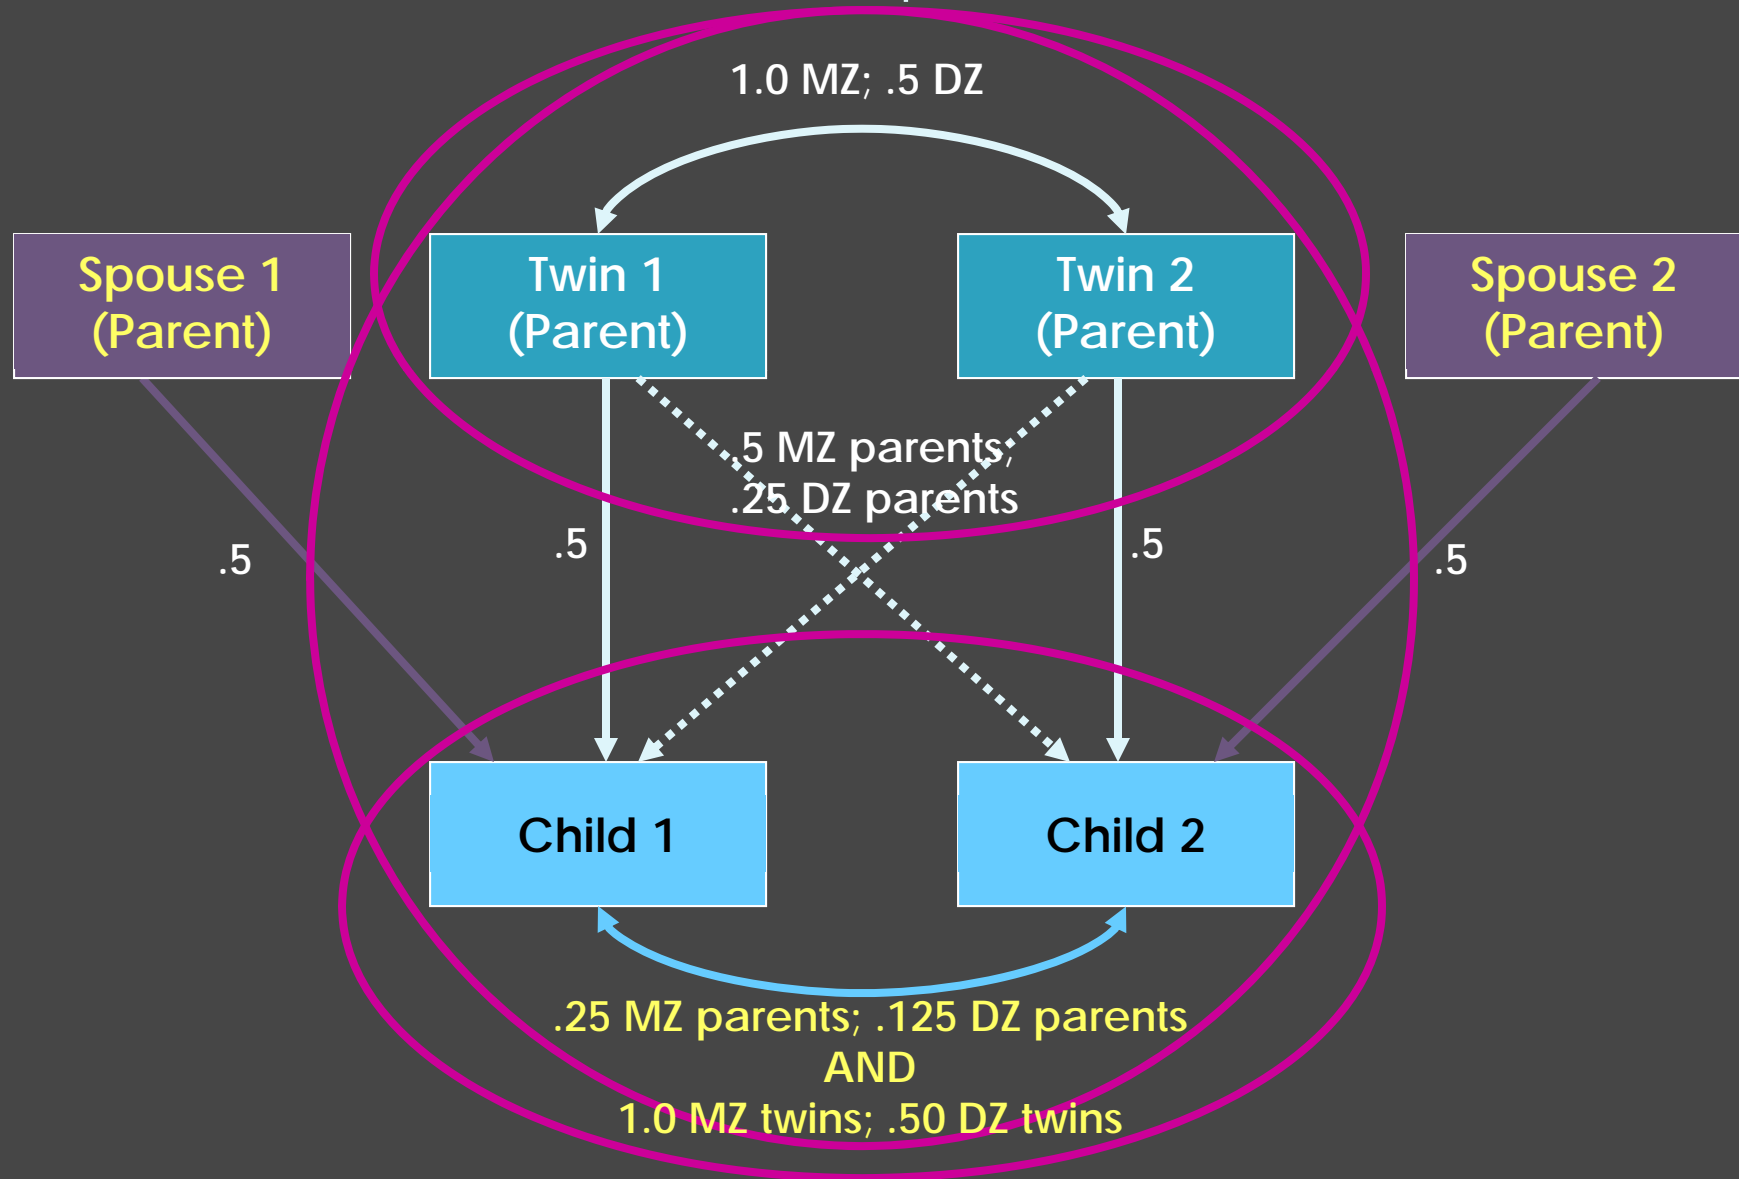 1.0 MZ; .5 DZ
Spouse 1
(Parent)
Twin 1
(Parent)
Twin 2
(Parent)
Spouse 2
(Parent)
.5 MZ parents;
.25 DZ parents
.5
.5
.5
.5
Child 1
Child 2
.25 MZ parents; .125 DZ parents
AND
1.0 MZ twins; .50 DZ twins